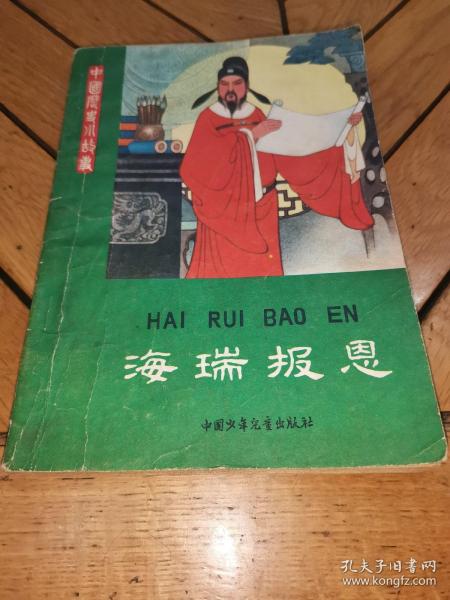 中國歷史小故事
HAI RUI BAO EN
海瑞报恩
中国少年儿童出版社
孔夫子旧书网
www.kongfz.com